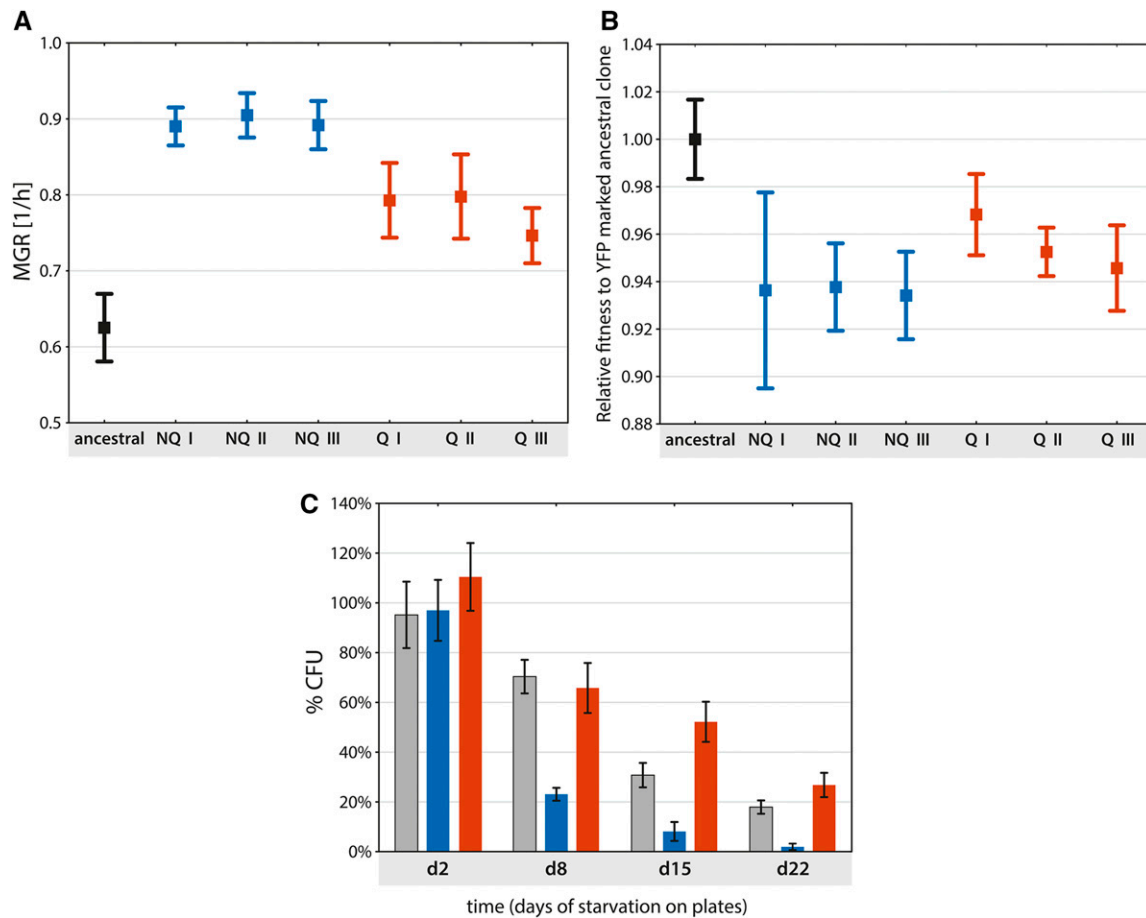 A
MGR [1/h]
1.0
0.9
0.8
0.7
0.6
0.5
ancestral NQ I NQ II NQ III Q I Q II Q III
B
Relative fitness to YFP marked ancestral clone
1.04
1.02
1.00
0.98
0.96
0.94
0.92
0.90
0.88
ancestral NQ I NQ II NQ III Q I Q II Q III
C
% CFU
140%
120%
100%
80%
60%
40%
20%
0%
d2 d8 d15 d22
time (days of starvation on plates)